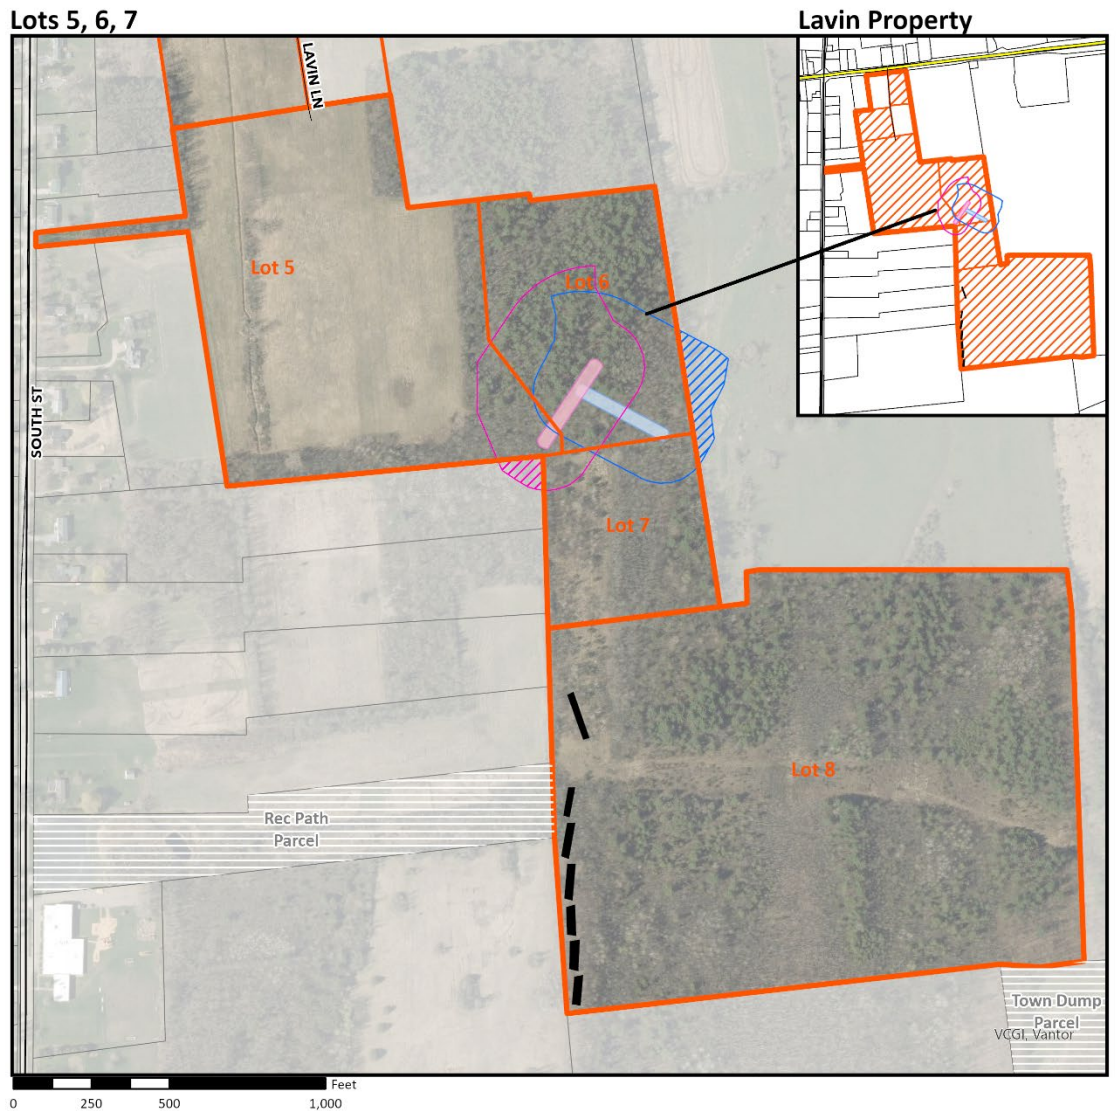 Lots 5, 6, 7
Lavin Property
LAVIN LN
Lot 5
Lot 6
SOUTH ST
Lot 7
Lot 8
Rec Path
Parcel
Town Dump
Parcel
VCGI, Vantor
Feet
0 250 500 1,000